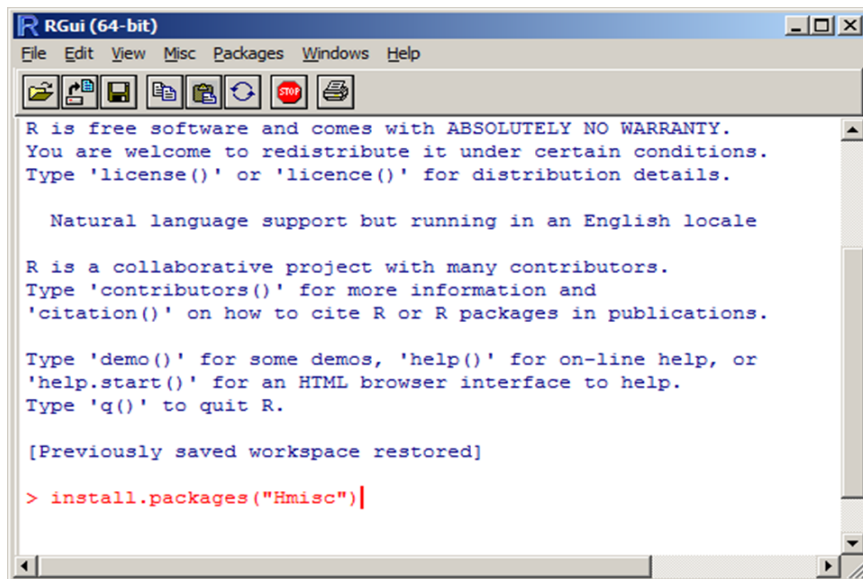 RGui (64-bit)
File Edit View Misc Packages Windows Help
STOP
R is free software and comes with ABSOLUTELY NO WARRANTY.
You are welcome to redistribute it under certain conditions.
Type 'license()' or 'licence()' for distribution details.
Natural language support but running in an English locale
R is a collaborative project with many contributors.
Type 'contributors()' for more information and
'citation()' on how to cite R or R packages in publications.
Type 'demo()' for some demos, 'help()' for on-line help, or
'help.start()' for an HTML browser interface to help.
Type 'q()' to quit R.
[Previously saved workspace restored]
> install.packages("Hmisc")